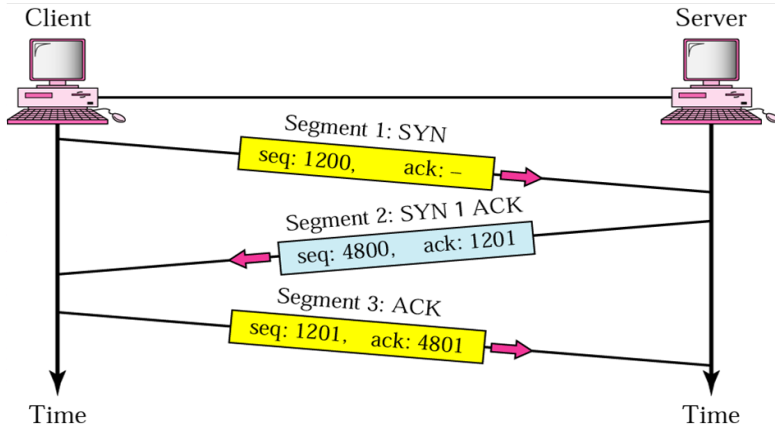 Client
Server
Segment 1: SYN
seq: 1200, ack: –
Segment 2: SYN 1 ACK
seq: 4800, ack: 1201
Segment 3: ACK
seq: 1201, ack: 4801
Time
Time